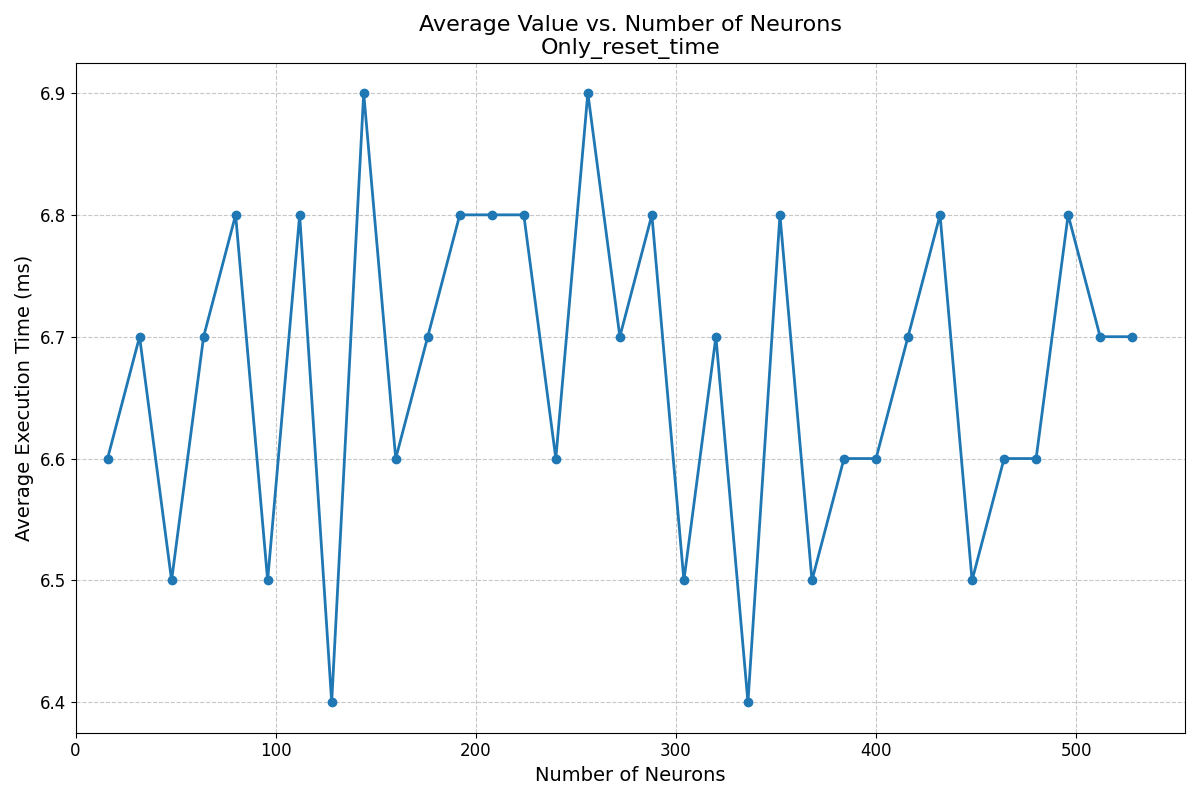 Average Value vs. Number of Neurons
Only_reset_time
Average Execution Time (ms)
6.9
6.8
6.7
6.6
6.5
6.4
0 100 200 300 400 500
Number of Neurons